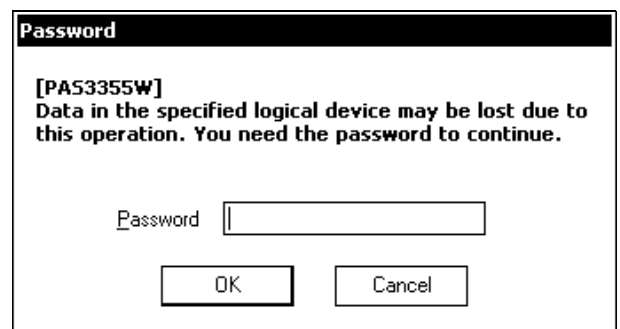 Password
[PAS3355W]
Data in the specified logical device may be lost due to
this operation. You need the password to continue.
Password
OK Cancel